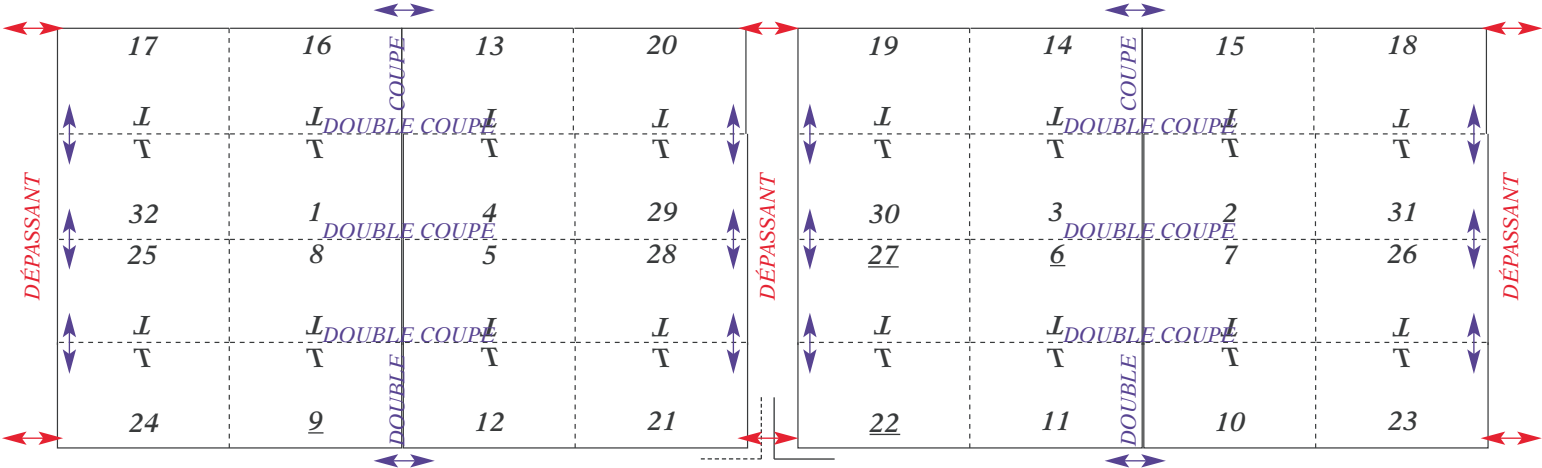 17 16 13 20 19 14 15 18
COUPE COUPE
T T T T T T T T
DOUBLE COUPE DOUBLE COUPE
T T T T T T T T
DÉPASSANT DÉPASSANT DÉPASSANT
32 1 4 29 30 3 2 31
DOUBLE COUPE DOUBLE COUPE
25 8 5 28 27 6 7 26
T T T T T T T T
DOUBLE COUPE DOUBLE COUPE
T T T T T T T T
DOUBLE DOUBLE
24 9 12 21 22 11 10 23